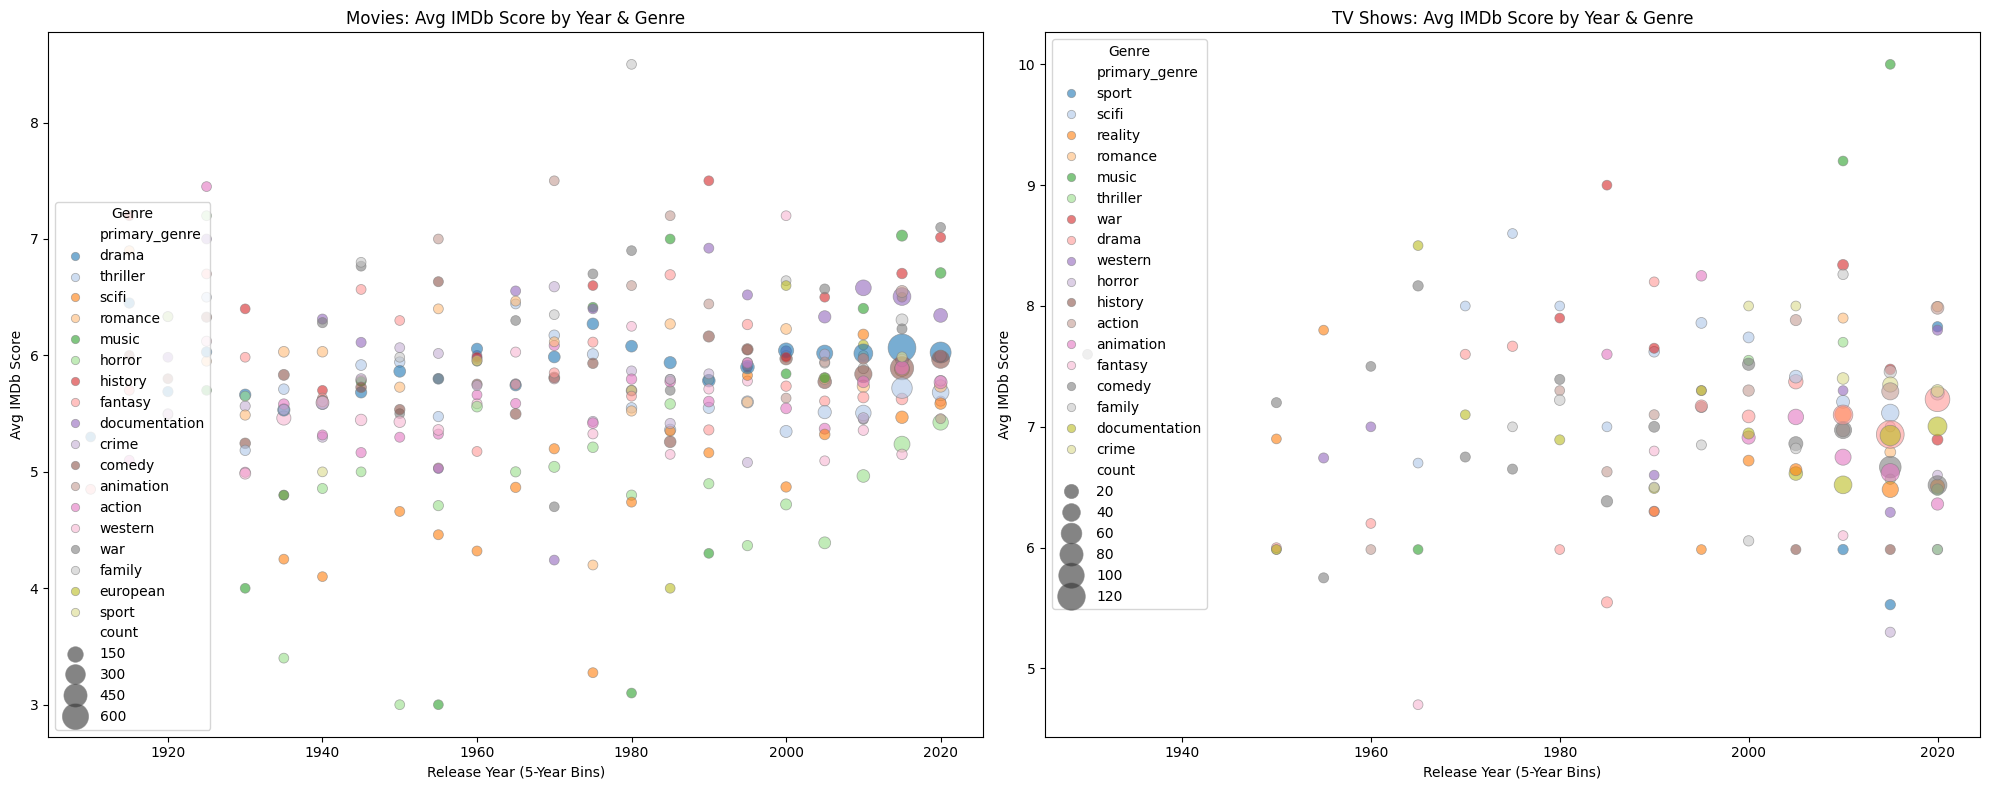 Movies: Avg IMDb Score by Year & Genre
Avg IMDb Score
8
7
6
5
4
3
Genre
primary_genre
drama
thriller
scifi
romance
music
horror
history
fantasy
documentation
crime
comedy
animation
action
western
war
family
european
sport
count
150
300
450
600
1920 1940 1960 1980 2000 2020
Release Year (5-Year Bins)
TV Shows: Avg IMDb Score by Year & Genre
Avg IMDb Score
10
9
8
7
6
5
Genre
primary_genre
sport
scifi
reality
romance
music
thriller
war
drama
western
horror
history
action
animation
fantasy
comedy
family
documentation
crime
count
20
40
60
80
100
120
1940 1960 1980 2000 2020
Release Year (5-Year Bins)